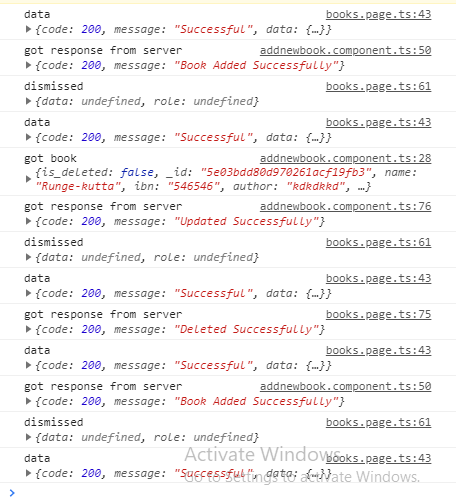 data books.page.ts:43
▶ {code: 200, message: "Successful", data: {…}}
got response from server addnewbook.component.ts:50
▶ {code: 200, message: "Book Added Successfully"}
dismissed books.page.ts:61
▶ {data: undefined, role: undefined}
data books.page.ts:43
▶ {code: 200, message: "Successful", data: {…}}
got book addnewbook.component.ts:28
▶ {is_deleted: false, _id: "5e03bdd80d970261acf19fb3", name:
"Runge-kutta", ibn: "546546", author: "kdkdkkd", …}
got response from server addnewbook.component.ts:76
▶ {code: 200, message: "Updated Successfully"}
dismissed books.page.ts:61
▶ {data: undefined, role: undefined}
data books.page.ts:43
▶ {code: 200, message: "Successful", data: {…}}
got response from server books.page.ts:75
▶ {code: 200, message: "Deleted Successfully"}
data books.page.ts:43
▶ {code: 200, message: "Successful", data: {…}}
got response from server addnewbook.component.ts:50
▶ {code: 200, message: "Book Added Successfully"}
dismissed books.page.ts:61
▶ {data: undefined, role: undefined}
Activate Windows
data books.page.ts:43
▶ {code: 200, message: "Successful", data: {…}}
Go to Settings to activate Windows.
>